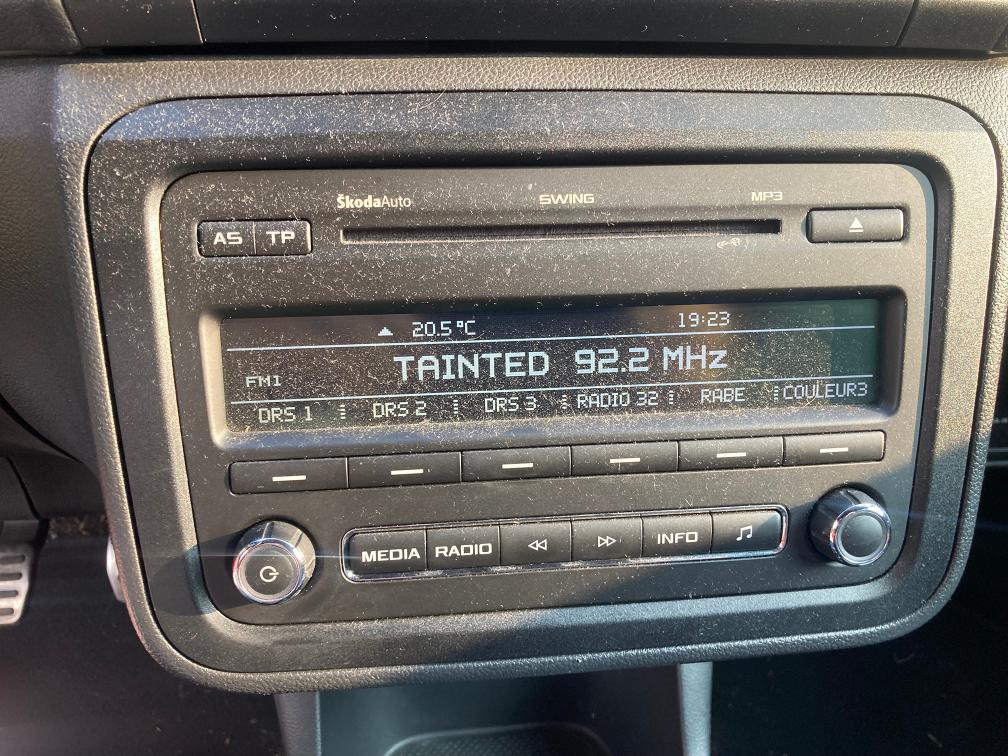 ŠkodaAuto SWING MP3
AS TP
20.5 °C 19:23
TAINTED 92.2 MHz
FM1
DRS 1 DRS 2 DRS 3 RADIO 32 RABE COULEUR3
MEDIA RADIO INFO